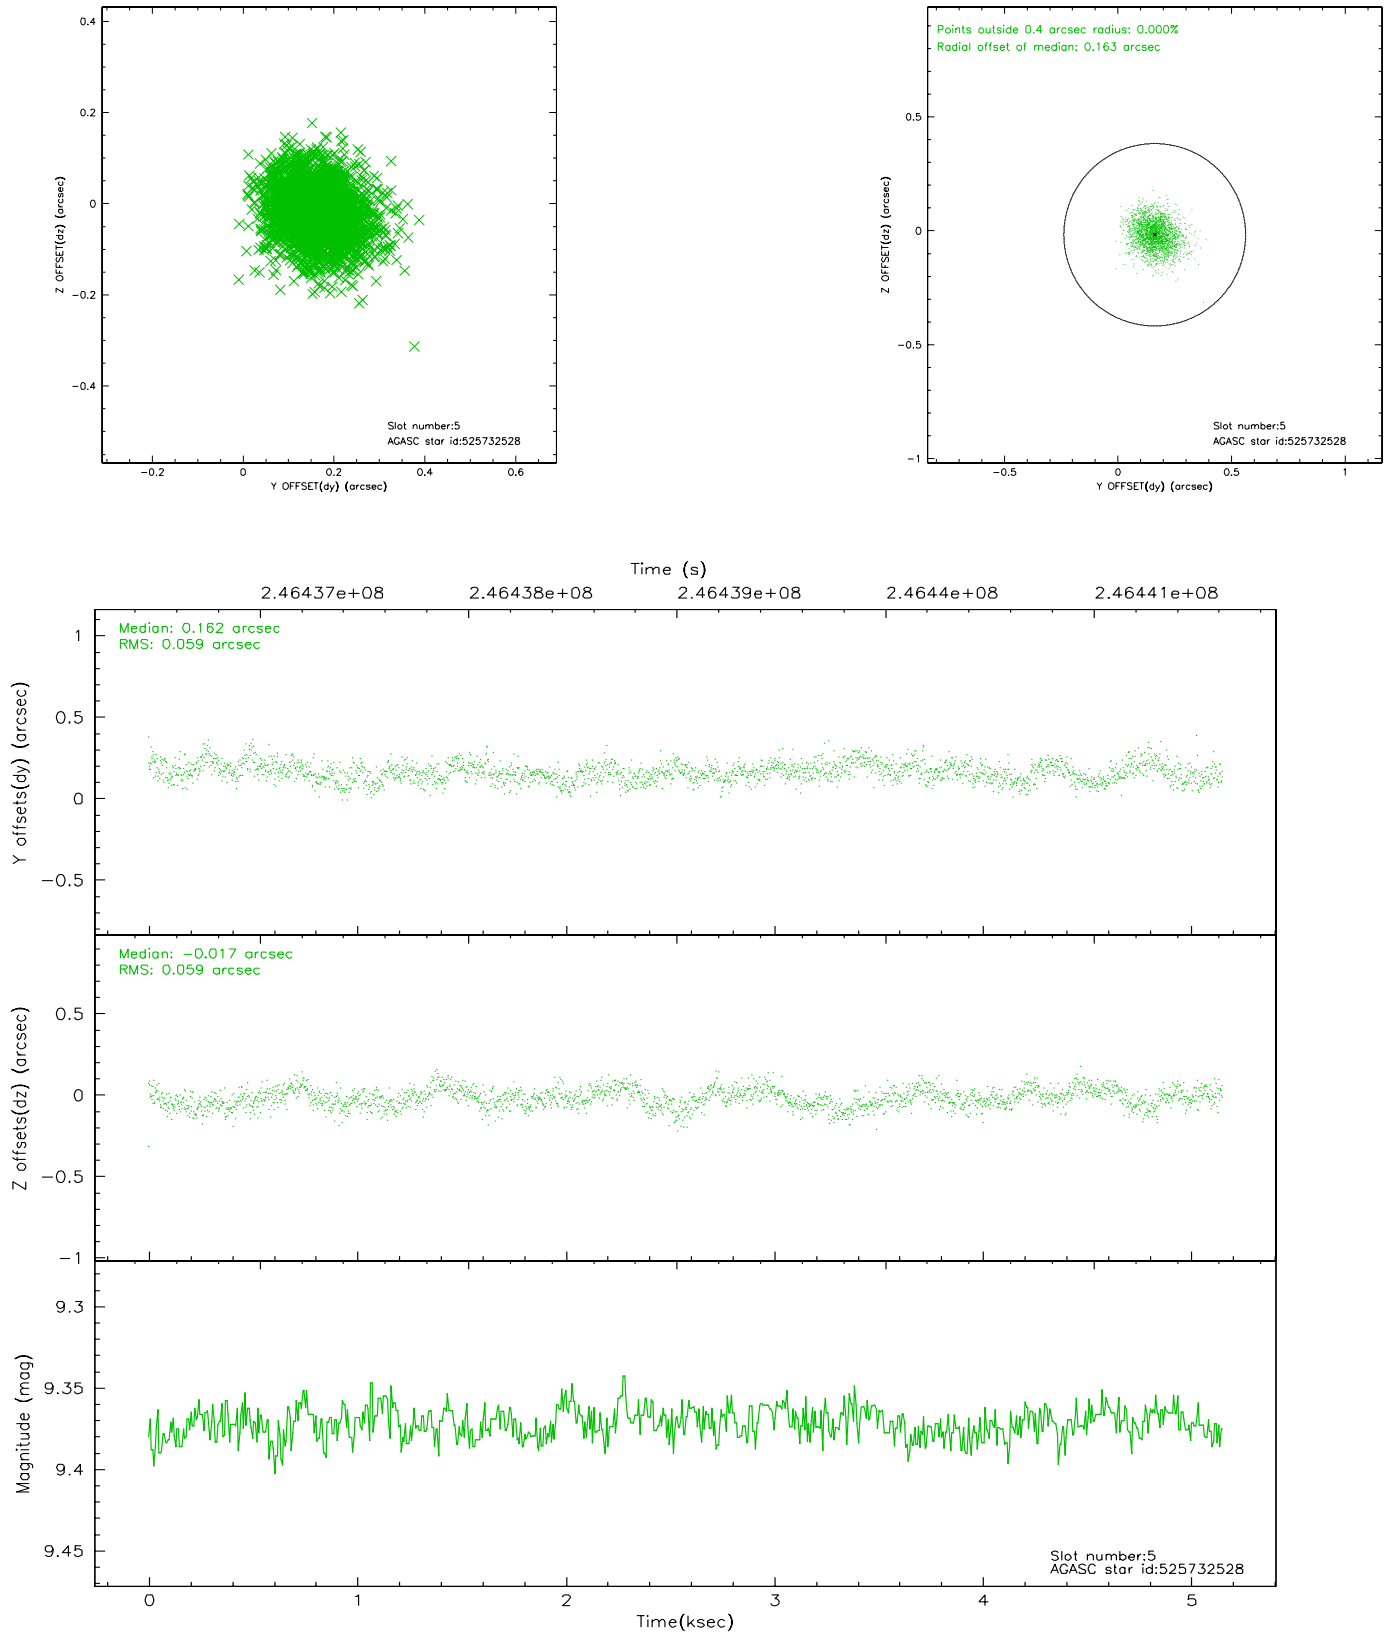 0.4
0.2
0
−0.2
−0.4
Z OFFSET(dz) (arcsec)
Slot number:5
AGASC star id:525732528
−0.2 0 0.2 0.4 0.6
Y OFFSET(dy) (arcsec)
Points outside 0.4 arcsec radius: 0.000%
Radial offset of median: 0.163 arcsec
0.5
0
−0.5
−1
Z OFFSET(dz) (arcsec)
Slot number:5
AGASC star id:525732528
−0.5 0 0.5 1
Y OFFSET(dy) (arcsec)
Time (s)
2.46437e+08 2.46438e+08 2.46439e+08 2.4644e+08 2.46441e+08
Median: 0.162 arcsec
RMS: 0.059 arcsec
1
0.5
0
−0.5
Y offsets(dy) (arcsec)
Median: −0.017 arcsec
RMS: 0.059 arcsec
0.5
0
−0.5
−1
Z offsets(dz) (arcsec)
9.3
9.35
9.4
9.45
Magnitude (mag)
Slot number:5
AGASC star id:525732528
0 1 2 3 4 5
Time(ksec)